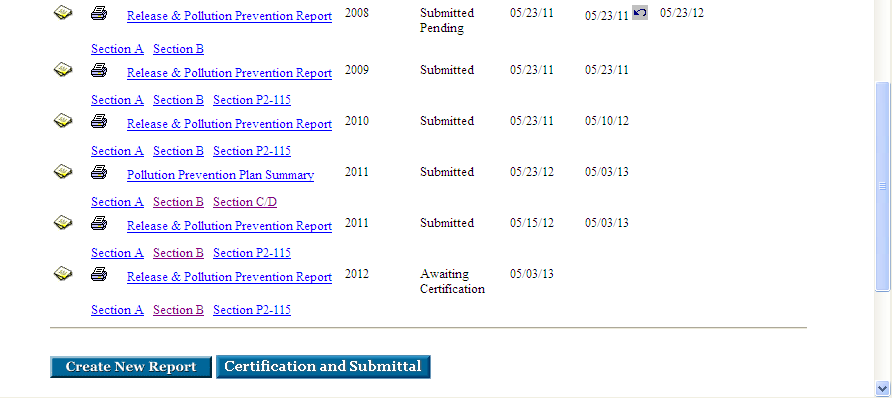 Release & Pollution Prevention Report 2008 Submitted Pending 05/23/11 05/23/11 05/23/12
Section A Section B
Release & Pollution Prevention Report 2009 Submitted 05/23/11 05/23/11
Section A Section B Section P2-115
Release & Pollution Prevention Report 2010 Submitted 05/23/11 05/10/12
Section A Section B Section P2-115
Pollution Prevention Plan Summary 2011 Submitted 05/23/12 05/03/13
Section A Section B Section C/D
Release & Pollution Prevention Report 2011 Submitted 05/15/12 05/03/13
Section A Section B Section P2-115
Release & Pollution Prevention Report 2012 Awaiting Certification 05/03/13
Section A Section B Section P2-115
Create New Report Certification and Submittal